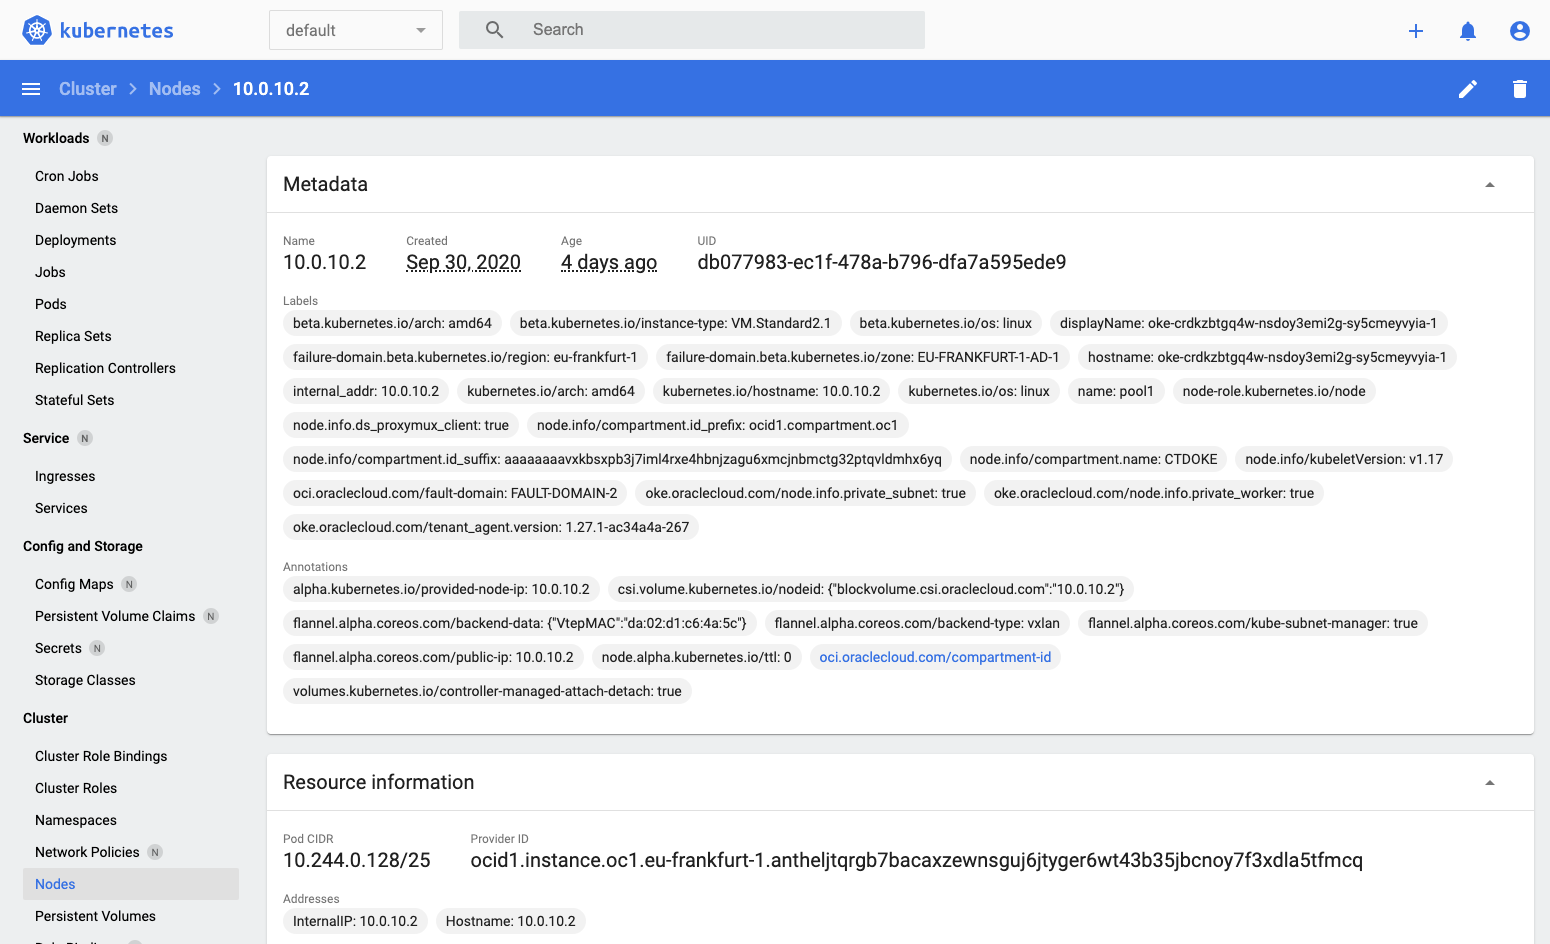 kubernetes
default
Search
Cluster > Nodes > 10.0.10.2
Workloads N
Cron Jobs
Daemon Sets
Deployments
Jobs
Pods
Replica Sets
Replication Controllers
Stateful Sets
Service N
Ingresses
Services
Config and Storage
Config Maps N
Persistent Volume Claims N
Secrets N
Storage Classes
Cluster
Cluster Role Bindings
Cluster Roles
Namespaces
Network Policies N
Nodes
Persistent Volumes
Metadata
Name Created Age UID
10.0.10.2 Sep 30, 2020 4 days ago db077983-ec1f-478a-b796-dfa7a595ede9
Labels
beta.kubernetes.io/arch: amd64 beta.kubernetes.io/instance-type: VM.Standard2.1 beta.kubernetes.io/os: linux displayName: oke-crdkzbtgq4w-nsdoy3emi2g-sy5cmeyvyia-1
failure-domain.beta.kubernetes.io/region: eu-frankfurt-1 failure-domain.beta.kubernetes.io/zone: EU-FRANKFURT-1-AD-1 hostname: oke-crdkzbtgq4w-nsdoy3emi2g-sy5cmeyvyia-1
internal_addr: 10.0.10.2 kubernetes.io/arch: amd64 kubernetes.io/hostname: 10.0.10.2 kubernetes.io/os: linux name: pool1 node-role.kubernetes.io/node
node.info.ds_proxymux_client: true node.info/compartment.id_prefix: ocid1.compartment.oc1
node.info/compartment.id_suffix: aaaaaaaavxkbsxpb3j7iml4rxe4hbnjzagu6xmcjnbmctg32ptqvldmhx6yq node.info/compartment.name: CTDOKE node.info/kubeletVersion: v1.17
oci.oraclecloud.com/fault-domain: FAULT-DOMAIN-2 oke.oraclecloud.com/node.info.private_subnet: true oke.oraclecloud.com/node.info.private_worker: true
oke.oraclecloud.com/tenant_agent.version: 1.27.1-ac34a4a-267
Annotations
alpha.kubernetes.io/provided-node-ip: 10.0.10.2 csi.volume.kubernetes.io/nodeid: {"blockvolume.csi.oraclecloud.com":"10.0.10.2"}
flannel.alpha.coreos.com/backend-data: {"VtepMAC":"da:02:d1:c6:4a:5c"} flannel.alpha.coreos.com/backend-type: vxlan flannel.alpha.coreos.com/kube-subnet-manager: true
flannel.alpha.coreos.com/public-ip: 10.0.10.2 node.alpha.kubernetes.io/ttl: 0 oci.oraclecloud.com/compartment-id
volumes.kubernetes.io/controller-managed-attach-detach: true
Resource information
Pod CIDR Provider ID
10.244.0.128/25 ocid1.instance.oc1.eu-frankfurt-1.antheljtqrgb7bacaxzewnsguj6jtyger6wt43b35jbcnoy7f3xdla5tfmcq
Addresses
InternalIP: 10.0.10.2 Hostname: 10.0.10.2